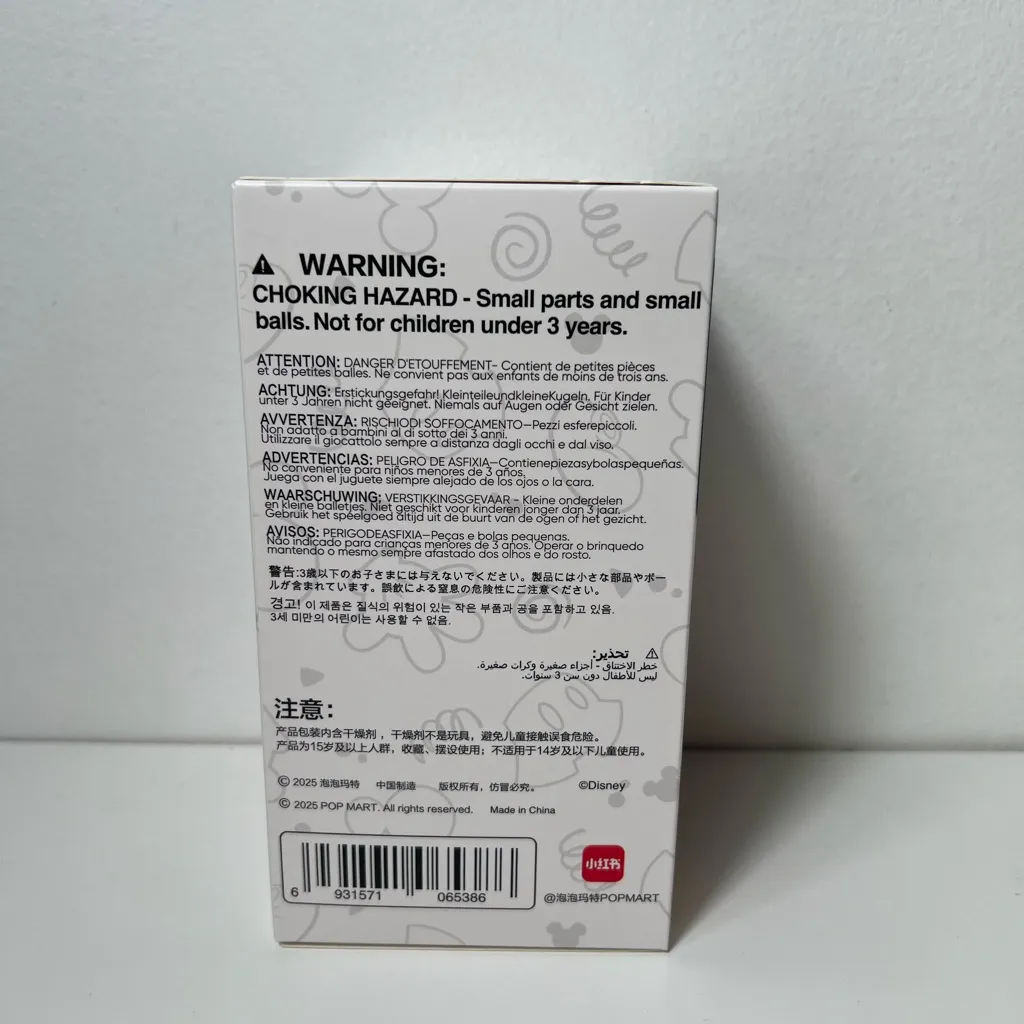 ⚠ WARNING:
CHOKING HAZARD - Small parts and small
balls. Not for children under 3 years.
ATTENTION: DANGER D'ETOUFFEMENT- Contient de petites pièces
et de petites balles. Ne convient pas aux enfants de moins de trois ans.
ACHTUNG: Erstickungsgefahr! KleinteileundkleineKugeln, Für Kinder
unter 3 Jahren nicht geeignet. Niemals auf Augen oder Gesicht zielen.
AVVERTENZA: RISCHIODI SOFFOCAMENTO—Pezzi esferepiccoli.
Non adatto a bambini al di sotto dei 3 anni.
Utilizzare il giocattolo sempre a distanza dagli occhi e dal viso.
ADVERTENCIAS: PELIGRO DE ASFIXIA—Contienepiezasybolaspequeñas.
No conveniente para niños menores de 3 años.
Juega con el juguete siempre alejado de los ojos o la cara.
WAARSCHUWING: VERSTIKKINGSGEVAAR - Kleine onderdelen
en kleine balletjes. Niet geschikt voor kinderen jonger dan 3 jaar.
Gebruik het speelgoed altijd uit de buurt van de ogen of het gezicht.
AVISOS: PERIGODEASFIXIA—Peças e bolas pequenas.
Não indicado para crianças menores de 3 anos. Operar o brinquedo
mantendo o mesmo sempre afastado dos olhos e do rosto.
警告:3歳以下のお子さまには与えないでください。製品には小さな部品やボー
ルが含まれています。誤飲による窒息の危険性にご注意ください。
경고! 이 제품은 질식의 위험이 있는 작은 부품과 공을 포함하고 있음.
3세 미만의 어린이는 사용할 수 없음.
⚠ تحذير:
خطر الاختناق - أجزاء صغيرة وكرات صغيرة.
ليس للأطفال دون سن 3 سنوات.
注意：
产品包装内含干燥剂，干燥剂不是玩具，避免儿童接触误食危险。
产品为15岁及以上人群，收藏、摆设使用；不适用于14岁及以下儿童使用。
© 2025 泡泡玛特 中国制造 版权所有，仿冒必究。 ©Disney
© 2025 POP MART. All rights reserved. Made in China
6 931571 065386
小红书
@泡泡玛特POPMART